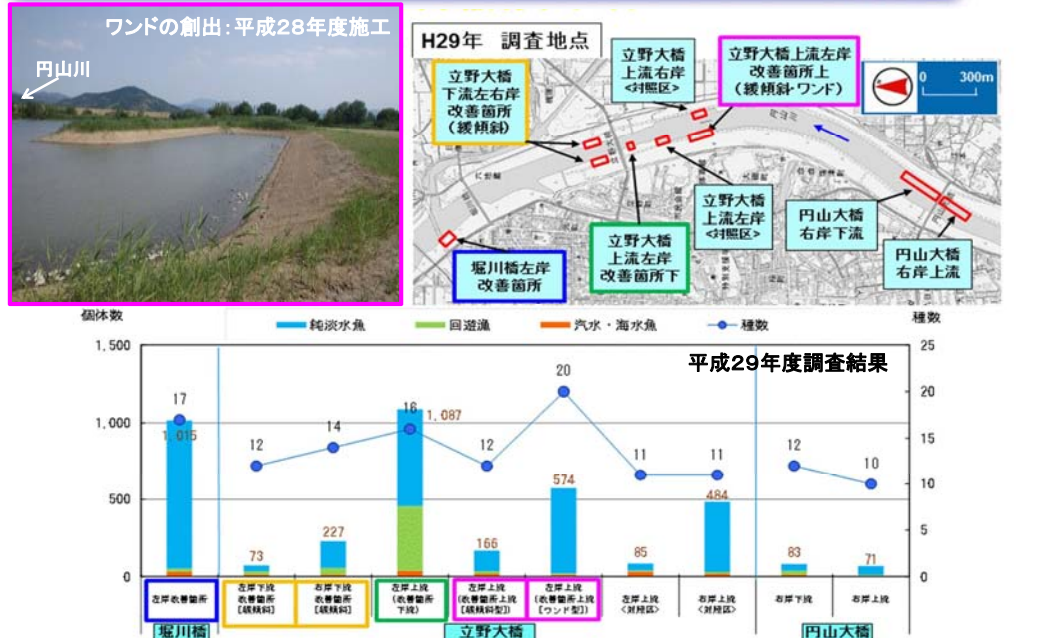 ワンドの創出：平成28年度施工
円山川
H29年 調査地点
立野大橋
下流左右岸
改善箇所
（緩傾斜）
立野大橋
上流右岸
<対照区>
立野大橋上流左岸
改善箇所上
（緩傾斜・ワンド）
0 300m
円山川
立野大橋
上流左岸
<対照区>
立野大橋
上流左岸
改善箇所下
堀川橋左岸
改善箇所
円山大橋
右岸下流
円山大橋
右岸上流
個体数
純淡水魚
回遊漁
汽水・海水魚
種数
種数
平成29年度調査結果
1,500
1,000
500
0
25
20
15
10
5
0
17
12
14
16
12
20
11
11
12
10
1,015
73
227
1,087
166
574
85
484
83
71
左岸改善箇所
左岸下流
改善箇所
[緩傾斜]
右岸下流
改善箇所
[緩傾斜]
左岸上流
（改善箇所
下流）
左岸上流
（改善箇所上流
[緩傾斜型]）
左岸上流
（改善箇所上流
[ワンド型]）
左岸上流
<対照区>
右岸上流
<対照区>
右岸下流
右岸上流
堀川橋
立野大橋
円山大橋